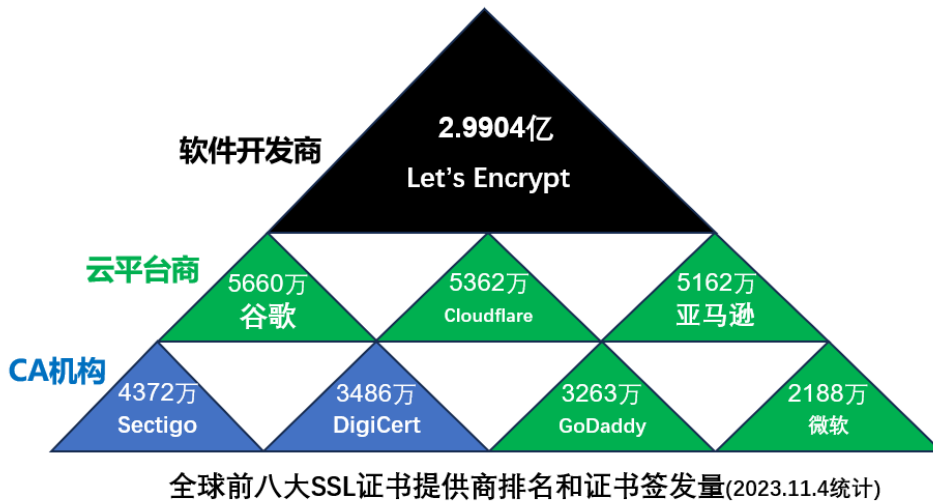 2.9904亿
软件开发商
Let's Encrypt
云平台商
5660万
谷歌
5362万
Cloudflare
5162万
亚马逊
CA机构
4372万
Sectigo
3486万
DigiCert
3263万
GoDaddy
2188万
微软
全球前八大SSL证书提供商排名和证书签发量(2023.11.4统计)